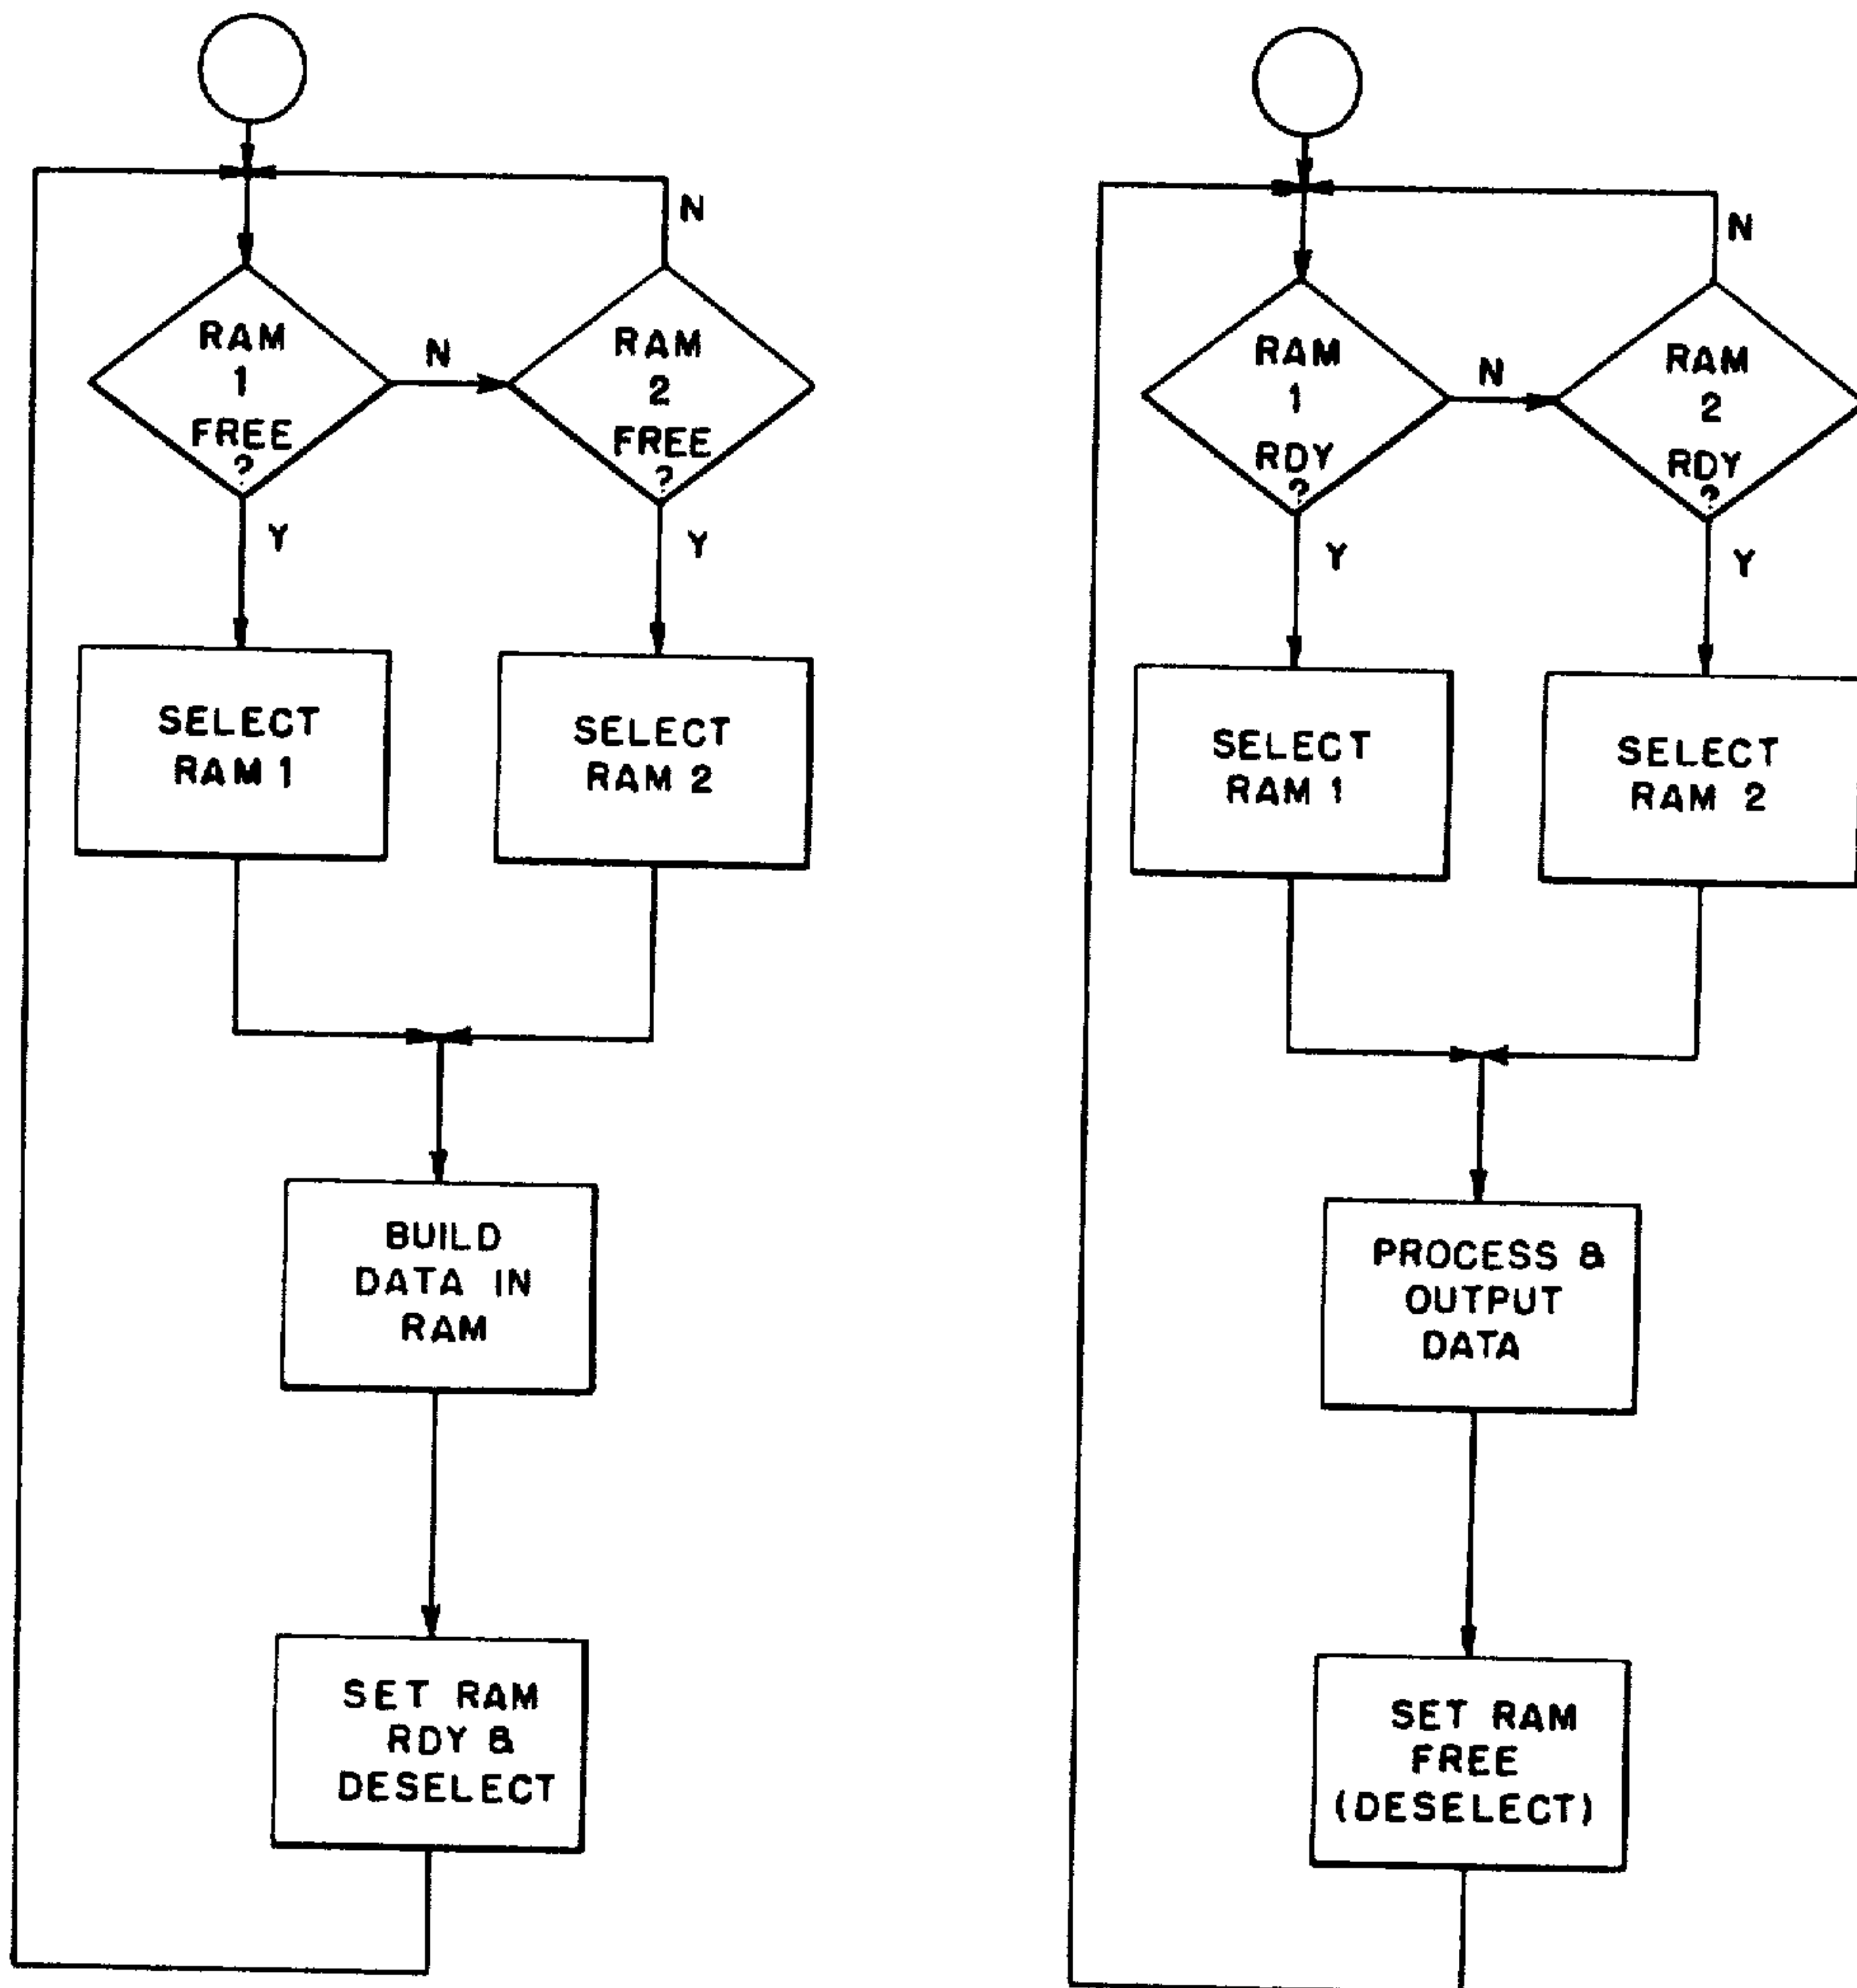 N
RAM
1
FREE
?
N
RAM
2
FREE
?
Y
Y
SELECT
RAM 1
SELECT
RAM 2
BUILD
DATA IN
RAM
SET RAM
RDY &
DESELECT
N
RAM
1
RDY
?
N
RAM
2
RDY
?
Y
Y
SELECT
RAM 1
SELECT
RAM 2
PROCESS &
OUTPUT
DATA
SET RAM
FREE
(DESELECT)